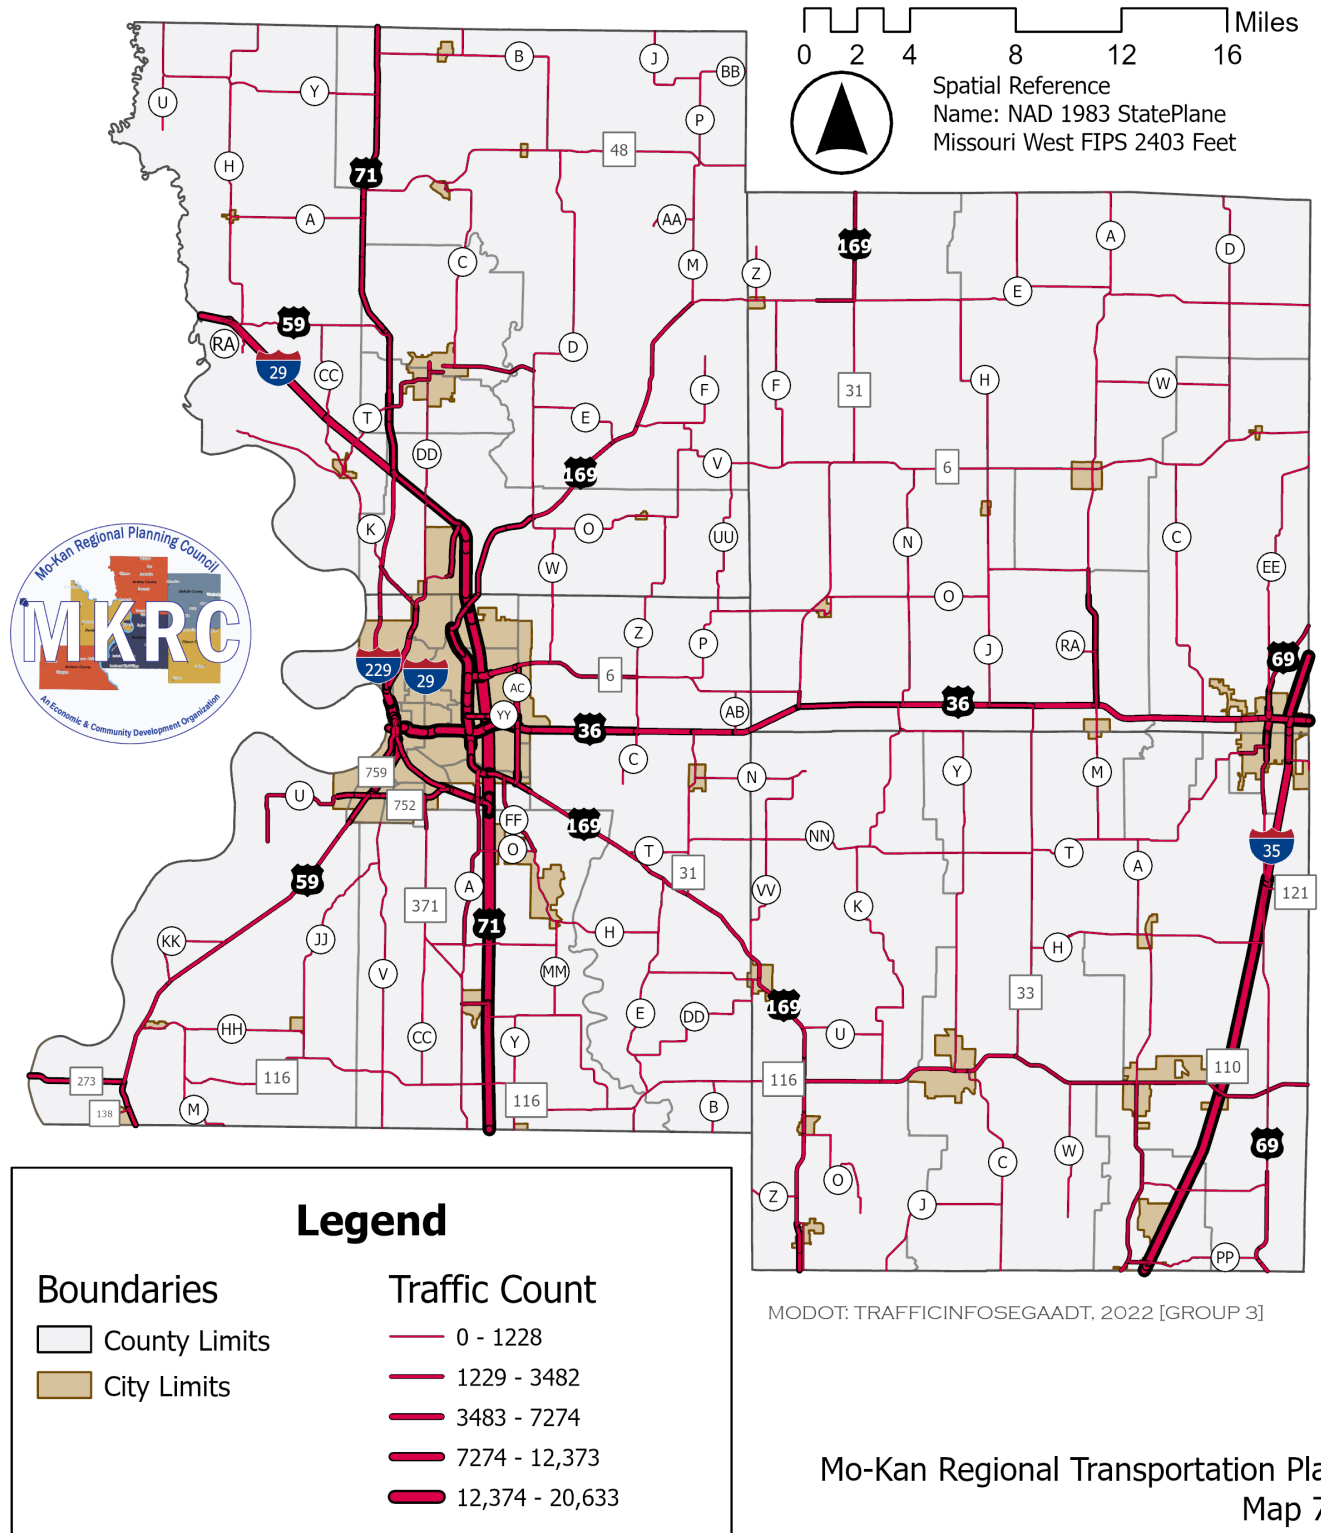 Miles
0 2 4 8 12 16
Spatial Reference
Name: NAD 1983 StatePlane
Missouri West FIPS 2403 Feet
B
J
BB
U
Y
P
48
H
71
A
AA
C
M
Z
169
A
D
E
59
RA
29
CC
D
T
F
F
31
H
W
E
DD
169
V
6
K
O
UU
N
C
W
EE
Mo-Kan Regional Planning Council
MKRC
An Economic & Community Development Organization
O
Z
P
J
RA
229
29
6
69
AC
YY
AB
36
36
759
C
N
Y
M
U
752
FF
169
NN
O
T
T
35
59
A
31
VV
A
121
371
K
71
KK
JJ
H
H
V
MM
33
HH
E
DD
169
U
CC
Y
273
116
116
110
138
M
116
B
69
W
C
O
Z
J
PP
Legend
Boundaries
County Limits
City Limits
Traffic Count
0 - 1228
1229 - 3482
3483 - 7274
7274 - 12,373
12,374 - 20,633
MODOT: TRAFFICINFOSEGAADT, 2022 [GROUP 3]
Mo-Kan Regional Transportation Pla
Map 7